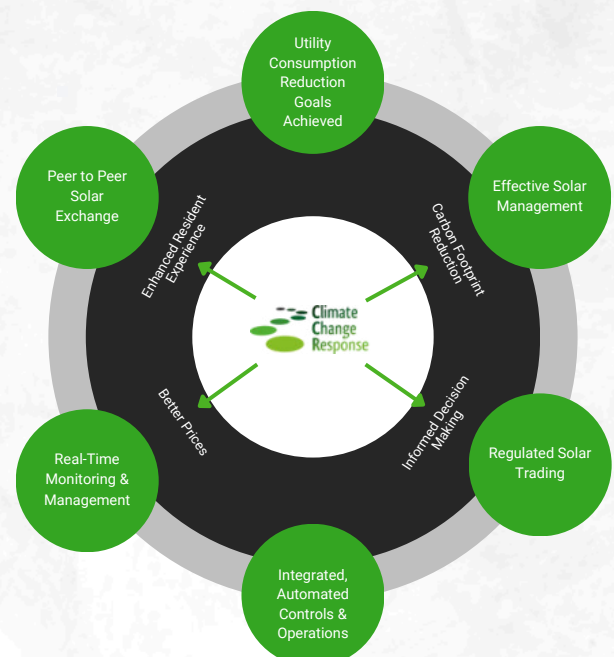 Utility
Consumption
Reduction
Goals
Achieved
Peer to Peer
Solar
Exchange
Effective Solar
Management
Enhanced Resident
Experience
Carbon Footprint
Reduction
Climate
Change
Response
Better Prices
Informed Decision
Making
Real-Time
Monitoring &
Management
Regulated Solar
Trading
Integrated,
Automated
Controls &
Operations